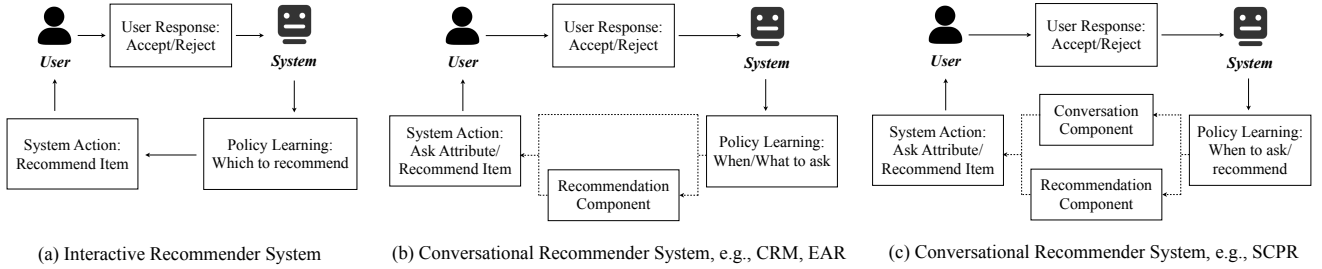 User Response:
Accept/Reject
User
System
System Action:
Recommend Item
Policy Learning:
Which to recommend
(a) Interactive Recommender System
User Response:
Accept/Reject
User
System
System Action:
Ask Attribute/
Recommend Item
Recommendation
Component
Policy Learning:
When/What to ask
(b) Conversational Recommender System, e.g., CRM, EAR
User Response:
Accept/Reject
User
System
System Action:
Ask Attribute/
Recommend Item
Conversation
Component
Recommendation
Component
Policy Learning:
When to ask/
recommend
(c) Conversational Recommender System, e.g., SCPR